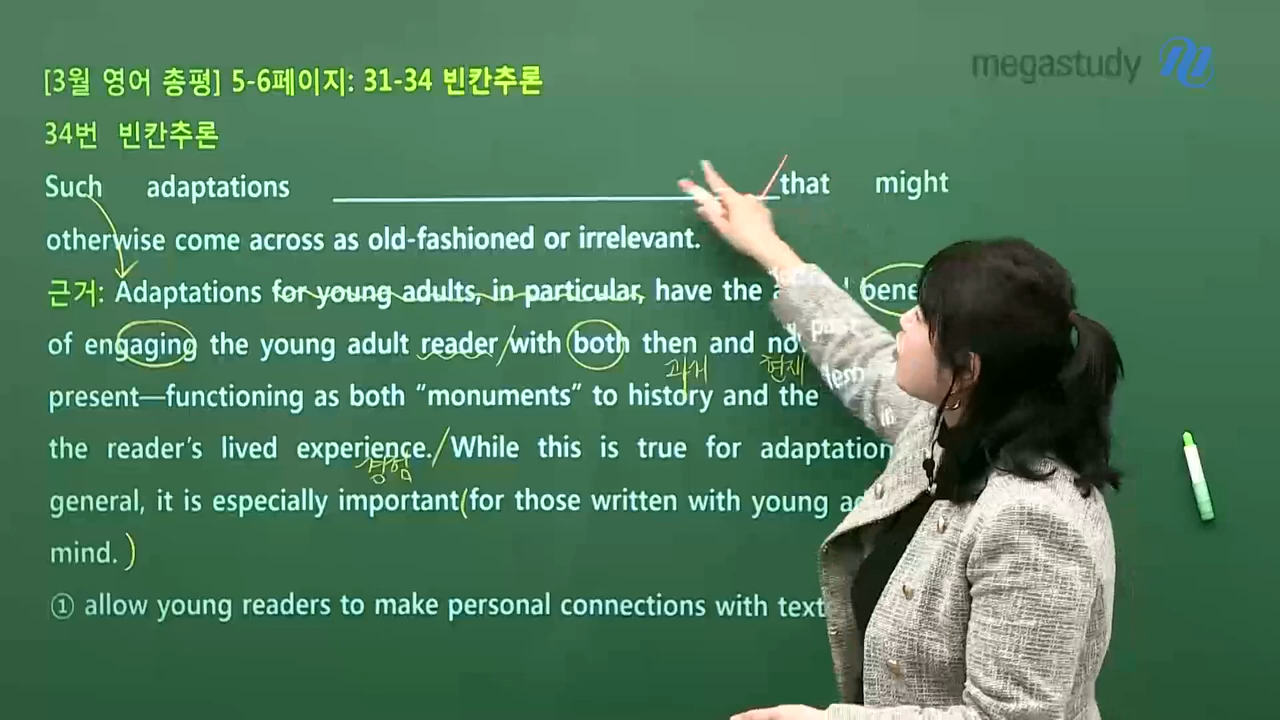 megastudy
[3월 영어 총평] 5-6페이지: 31-34 빈칸추론
34번 빈칸추론
Such adaptations that might
otherwise come across as old-fashioned or irrelevant.
근거: Adaptations for young adults, in particular, have the
of engaging the young adult reader with both then and past
과거 현재
present—functioning as both “monuments” to history and the
the reader’s lived experience. While this is true for
경험
general, it is especially important(for those written with young
mind.)
① allow young readers to make personal connections with